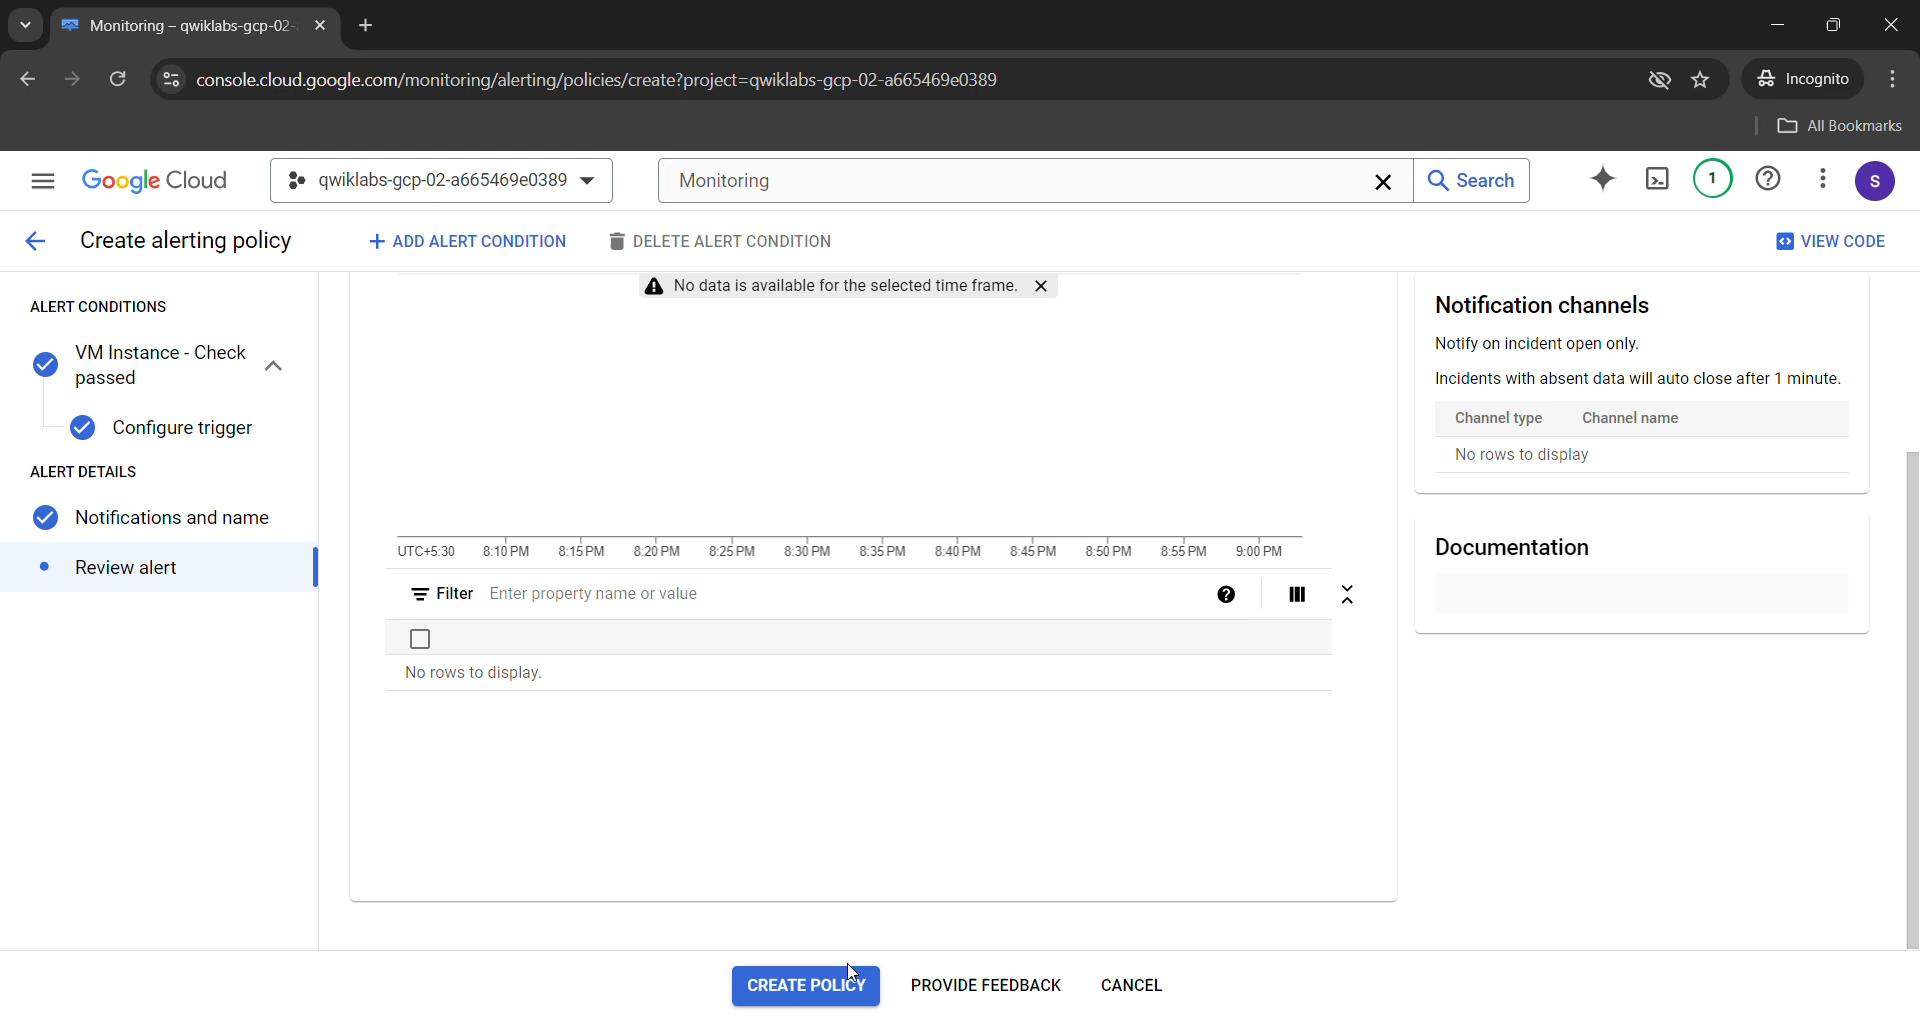 Monitoring – qwiklabs-gcp-02-
console.cloud.google.com/monitoring/alerting/policies/create?project=qwiklabs-gcp-02-a665469e0389
Incognito
All Bookmarks
Google Cloud
qwiklabs-gcp-02-a665469e0389
Monitoring
Search
1
S
Create alerting policy
ADD ALERT CONDITION
DELETE ALERT CONDITION
VIEW CODE
ALERT CONDITIONS
VM Instance - Check
passed
Configure trigger
ALERT DETAILS
Notifications and name
Review alert
No data is available for the selected time frame.
UTC+5:30 8:10 PM 8:15 PM 8:20 PM 8:25 PM 8:30 PM 8:35 PM 8:40 PM 8:45 PM 8:50 PM 8:55 PM 9:00 PM
Filter Enter property name or value
No rows to display.
Notification channels
Notify on incident open only.
Incidents with absent data will auto close after 1 minute.
Channel type Channel name
No rows to display
Documentation
CREATE POLICY
PROVIDE FEEDBACK
CANCEL